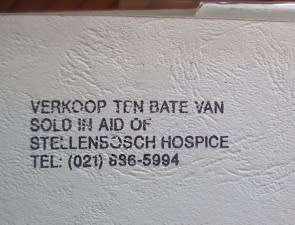 VERKOOP TEN BATE VAN
SOLD IN AID OF
STELLENBOSCH HOSPICE
TEL: (021) 886-5994